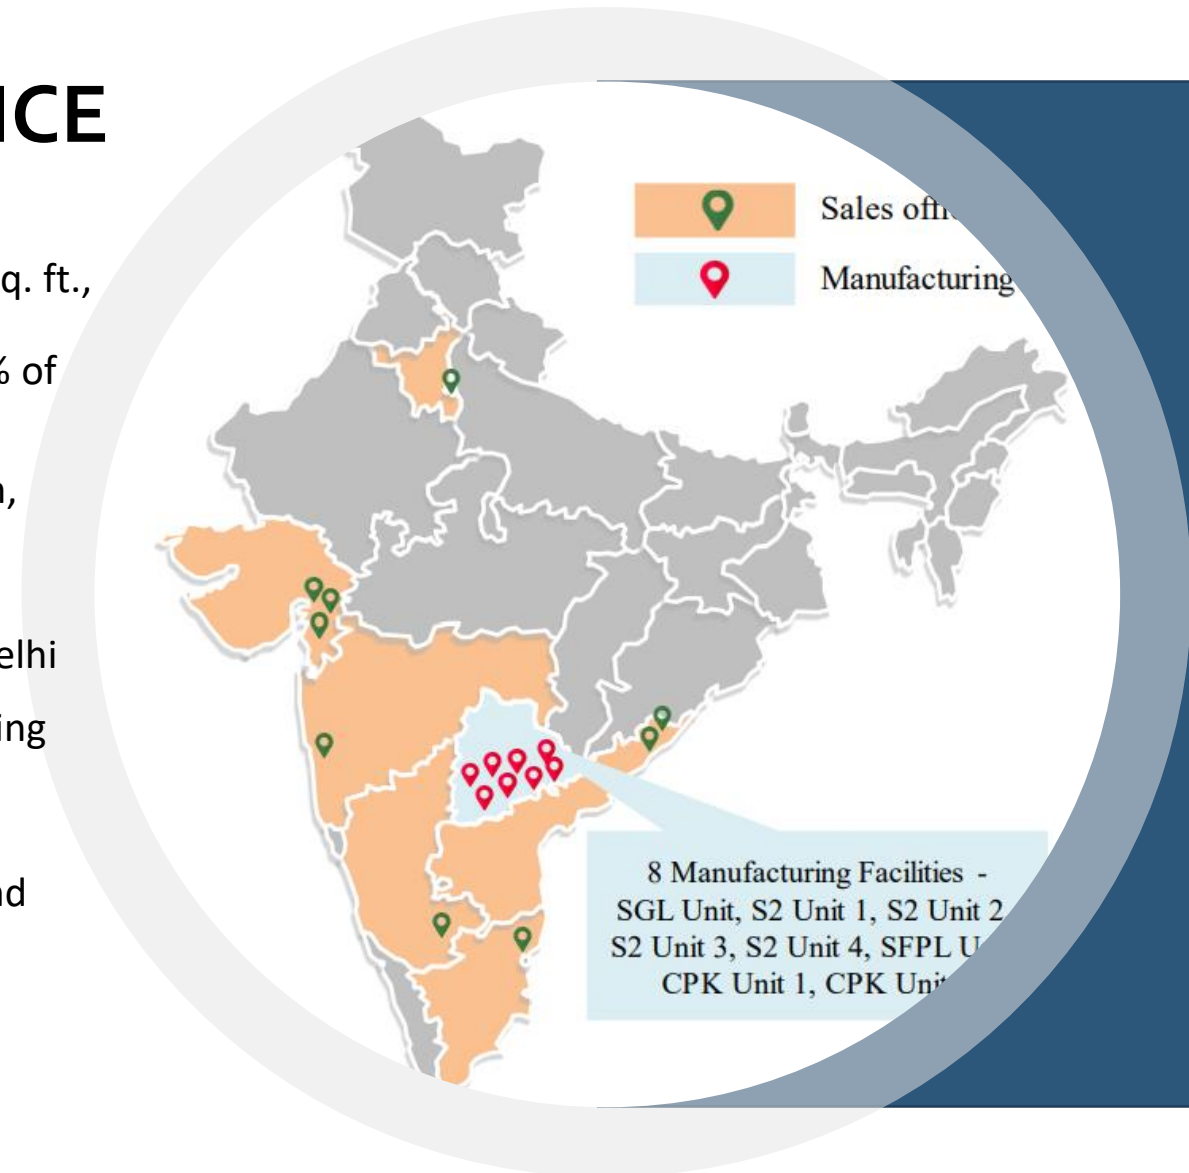 ICE
q. ft.,
% of
,
elhi
ing
nd
Sales
Manufacturing
8 Manufacturing Facilities -
SGL Unit, S2 Unit 1, S2 Unit 2
S2 Unit 3, S2 Unit 4, SFPL U
CPK Unit 1, CPK Unit